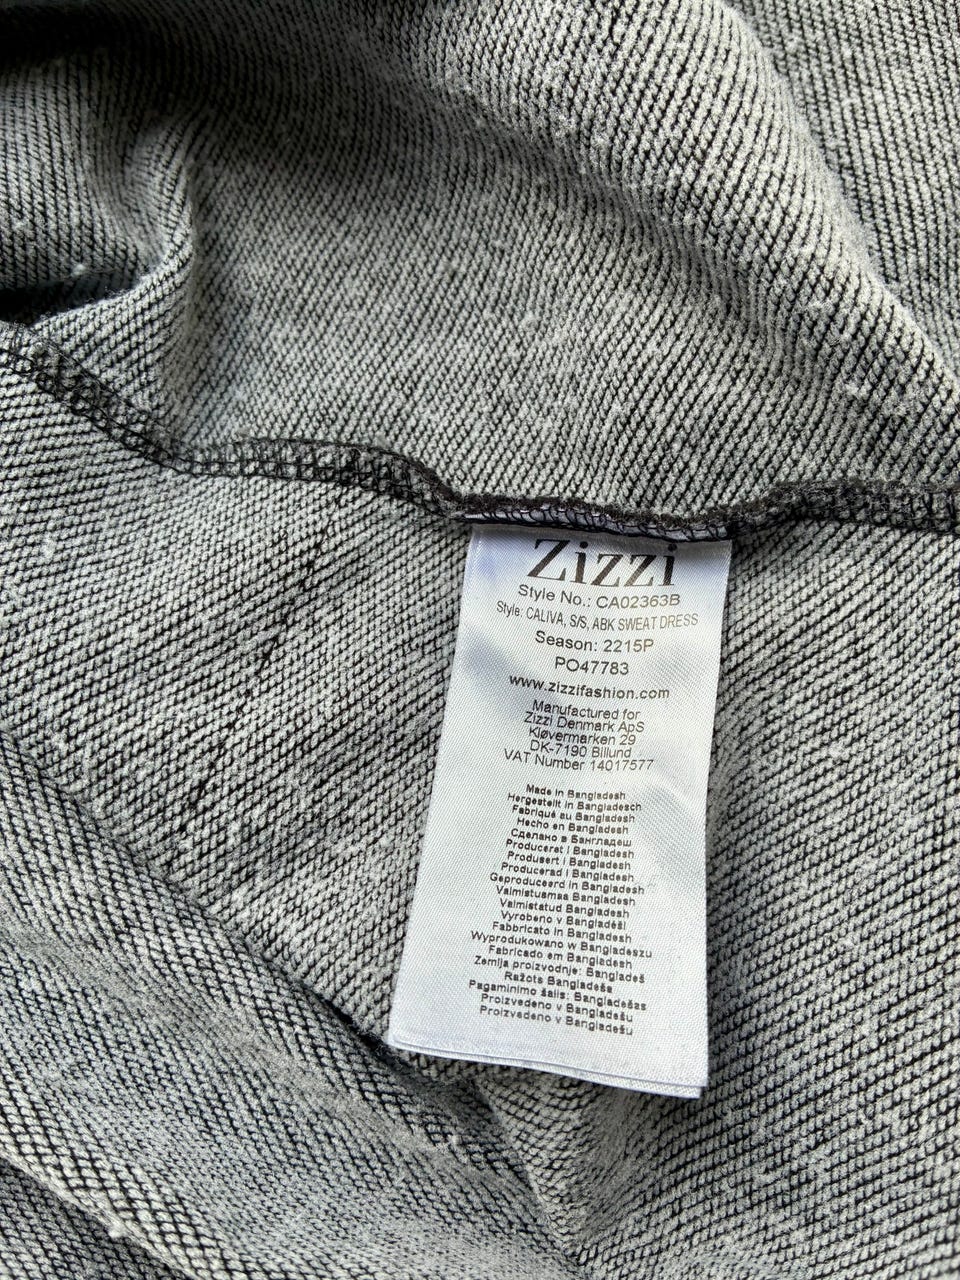 Zizzi
Style No.: CA02363B
Style: CALIVA, S/S, ABK SWEAT DRESS
Season: 2215P
PO47783
www.zizzifashion.com
Manufactured for
Zizzi Denmark ApS
Kløvermarken 29
DK-7190 Billund
VAT Number 14017577
Made in Bangladesh
Hergestellt in Bangladesch
Fabriqué au Bangladesh
Hecho en Bangladesh
Сделано в Бангладеш
Produceret i Bangladesh
Produsert i Bangladesh
Producerad i Bangladesh
Geproduceerd in Bangladesh
Valmistusmaa Bangladesh
Valmistatud Bangladesh
Vyrobeno v Bangladéši
Fabbricato in Bangladesh
Wyprodukowano w Bangladeszu
Fabricado em Bangladesh
Zemlja proizvodnje: Bangladeš
Ražots Bangladeša
Pagaminimo šalis: Bangladešas
Proizvedeno v Bangladešu
Proizvedeno v Bangladešu